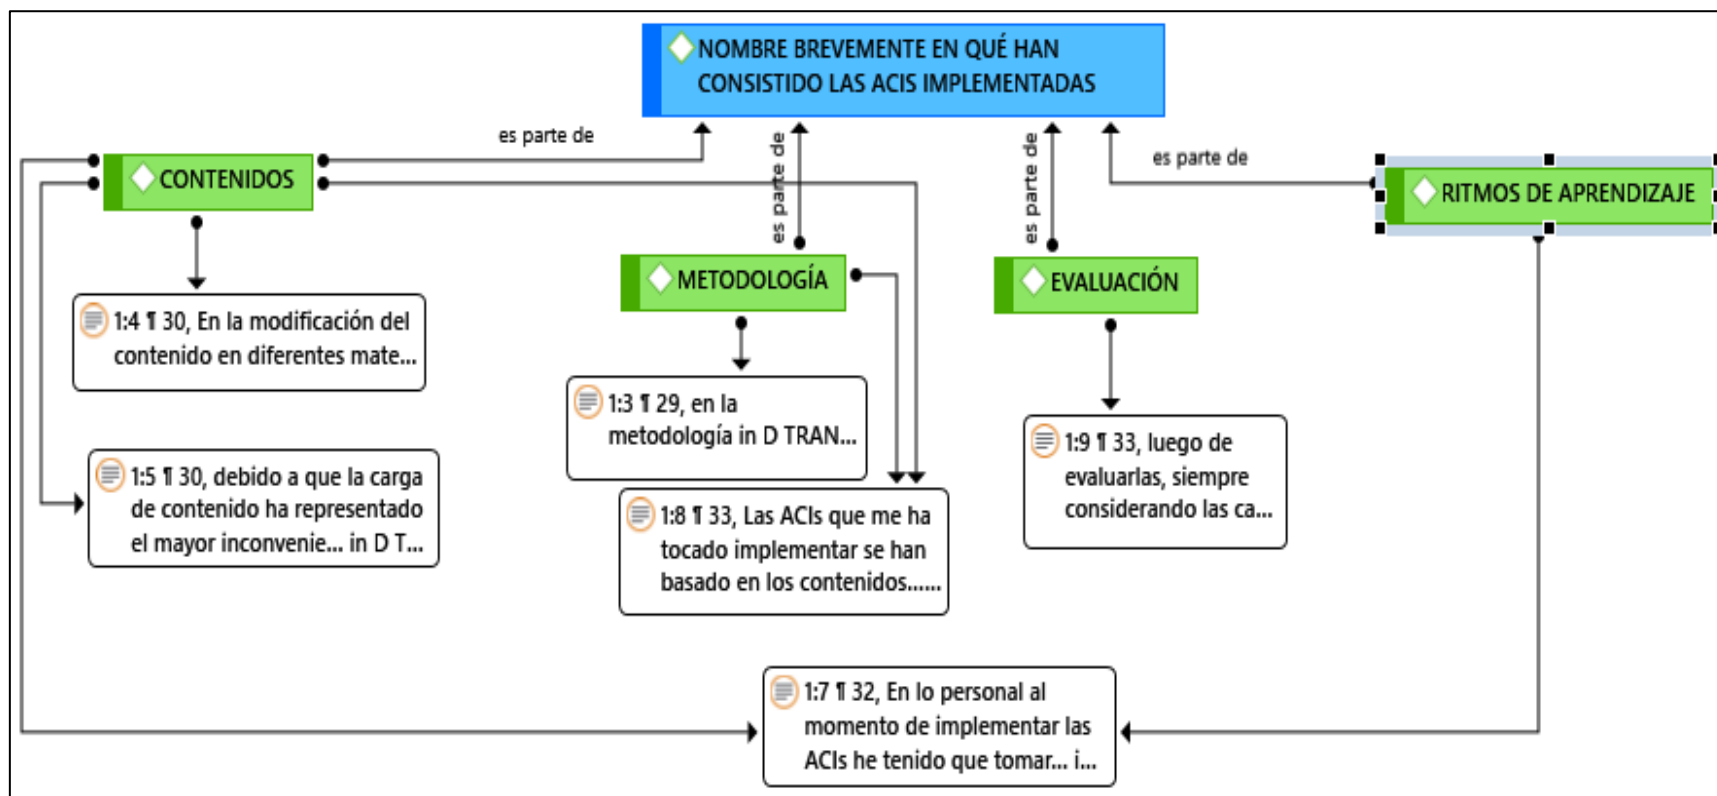 NOMBRE BREVEMENTE EN QUÉ HAN
CONSISTIDO LAS ACIS IMPLEMENTADAS
es parte de
es parte de
es parte de
es parte de
CONTENIDOS
RITMOS DE APRENDIZAJE
METODOLOGÍA
EVALUACIÓN
1:4 ¶ 30, En la modificación del
contenido en diferentes mate...
1:3 ¶ 29, en la
metodología in D TRAN...
1:9 ¶ 33, luego de
evaluarlas, siempre
considerando las ca...
1:5 ¶ 30, debido a que la carga
de contenido ha representado
el mayor inconvenie... in D T...
1:8 ¶ 33, Las ACIs que me ha
tocado implementar se han
basado en los contenidos......
1:7 ¶ 32, En lo personal al
momento de implementar las
ACIs he tenido que tomar... i...